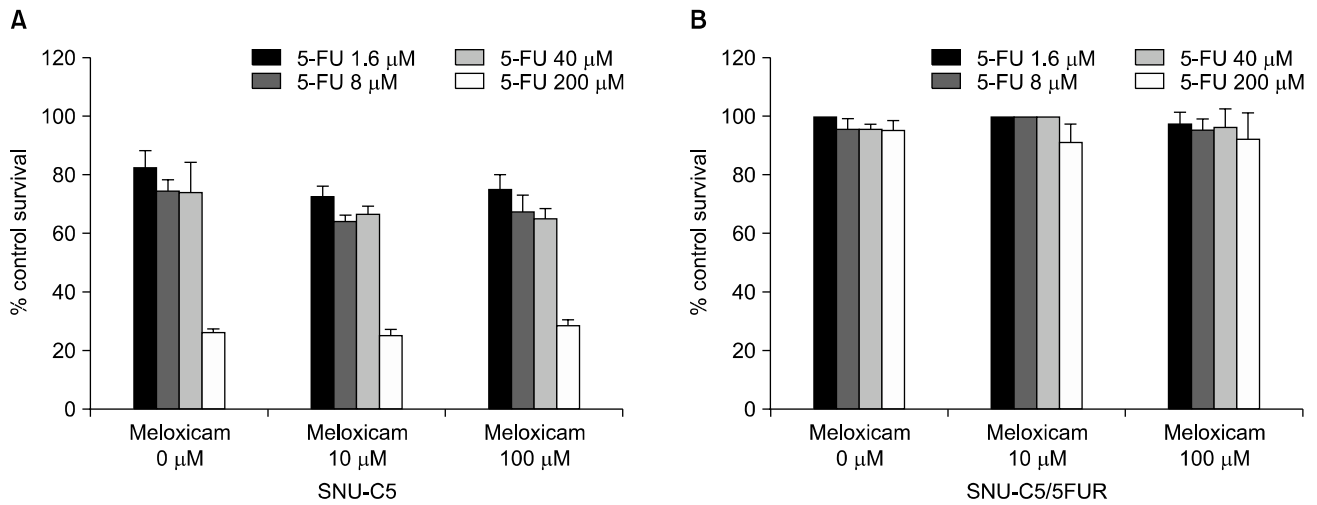 A
120
100
80
60
40
20
0
% control survival
5-FU 1.6 μM
5-FU 8 μM
5-FU 40 μM
5-FU 200 μM
Meloxicam
0 μM
Meloxicam
10 μM
Meloxicam
100 μM
SNU-C5
B
120
100
80
60
40
20
0
% control survival
5-FU 1.6 μM
5-FU 8 μM
5-FU 40 μM
5-FU 200 μM
Meloxicam
0 μM
Meloxicam
10 μM
Meloxicam
100 μM
SNU-C5/5FUR